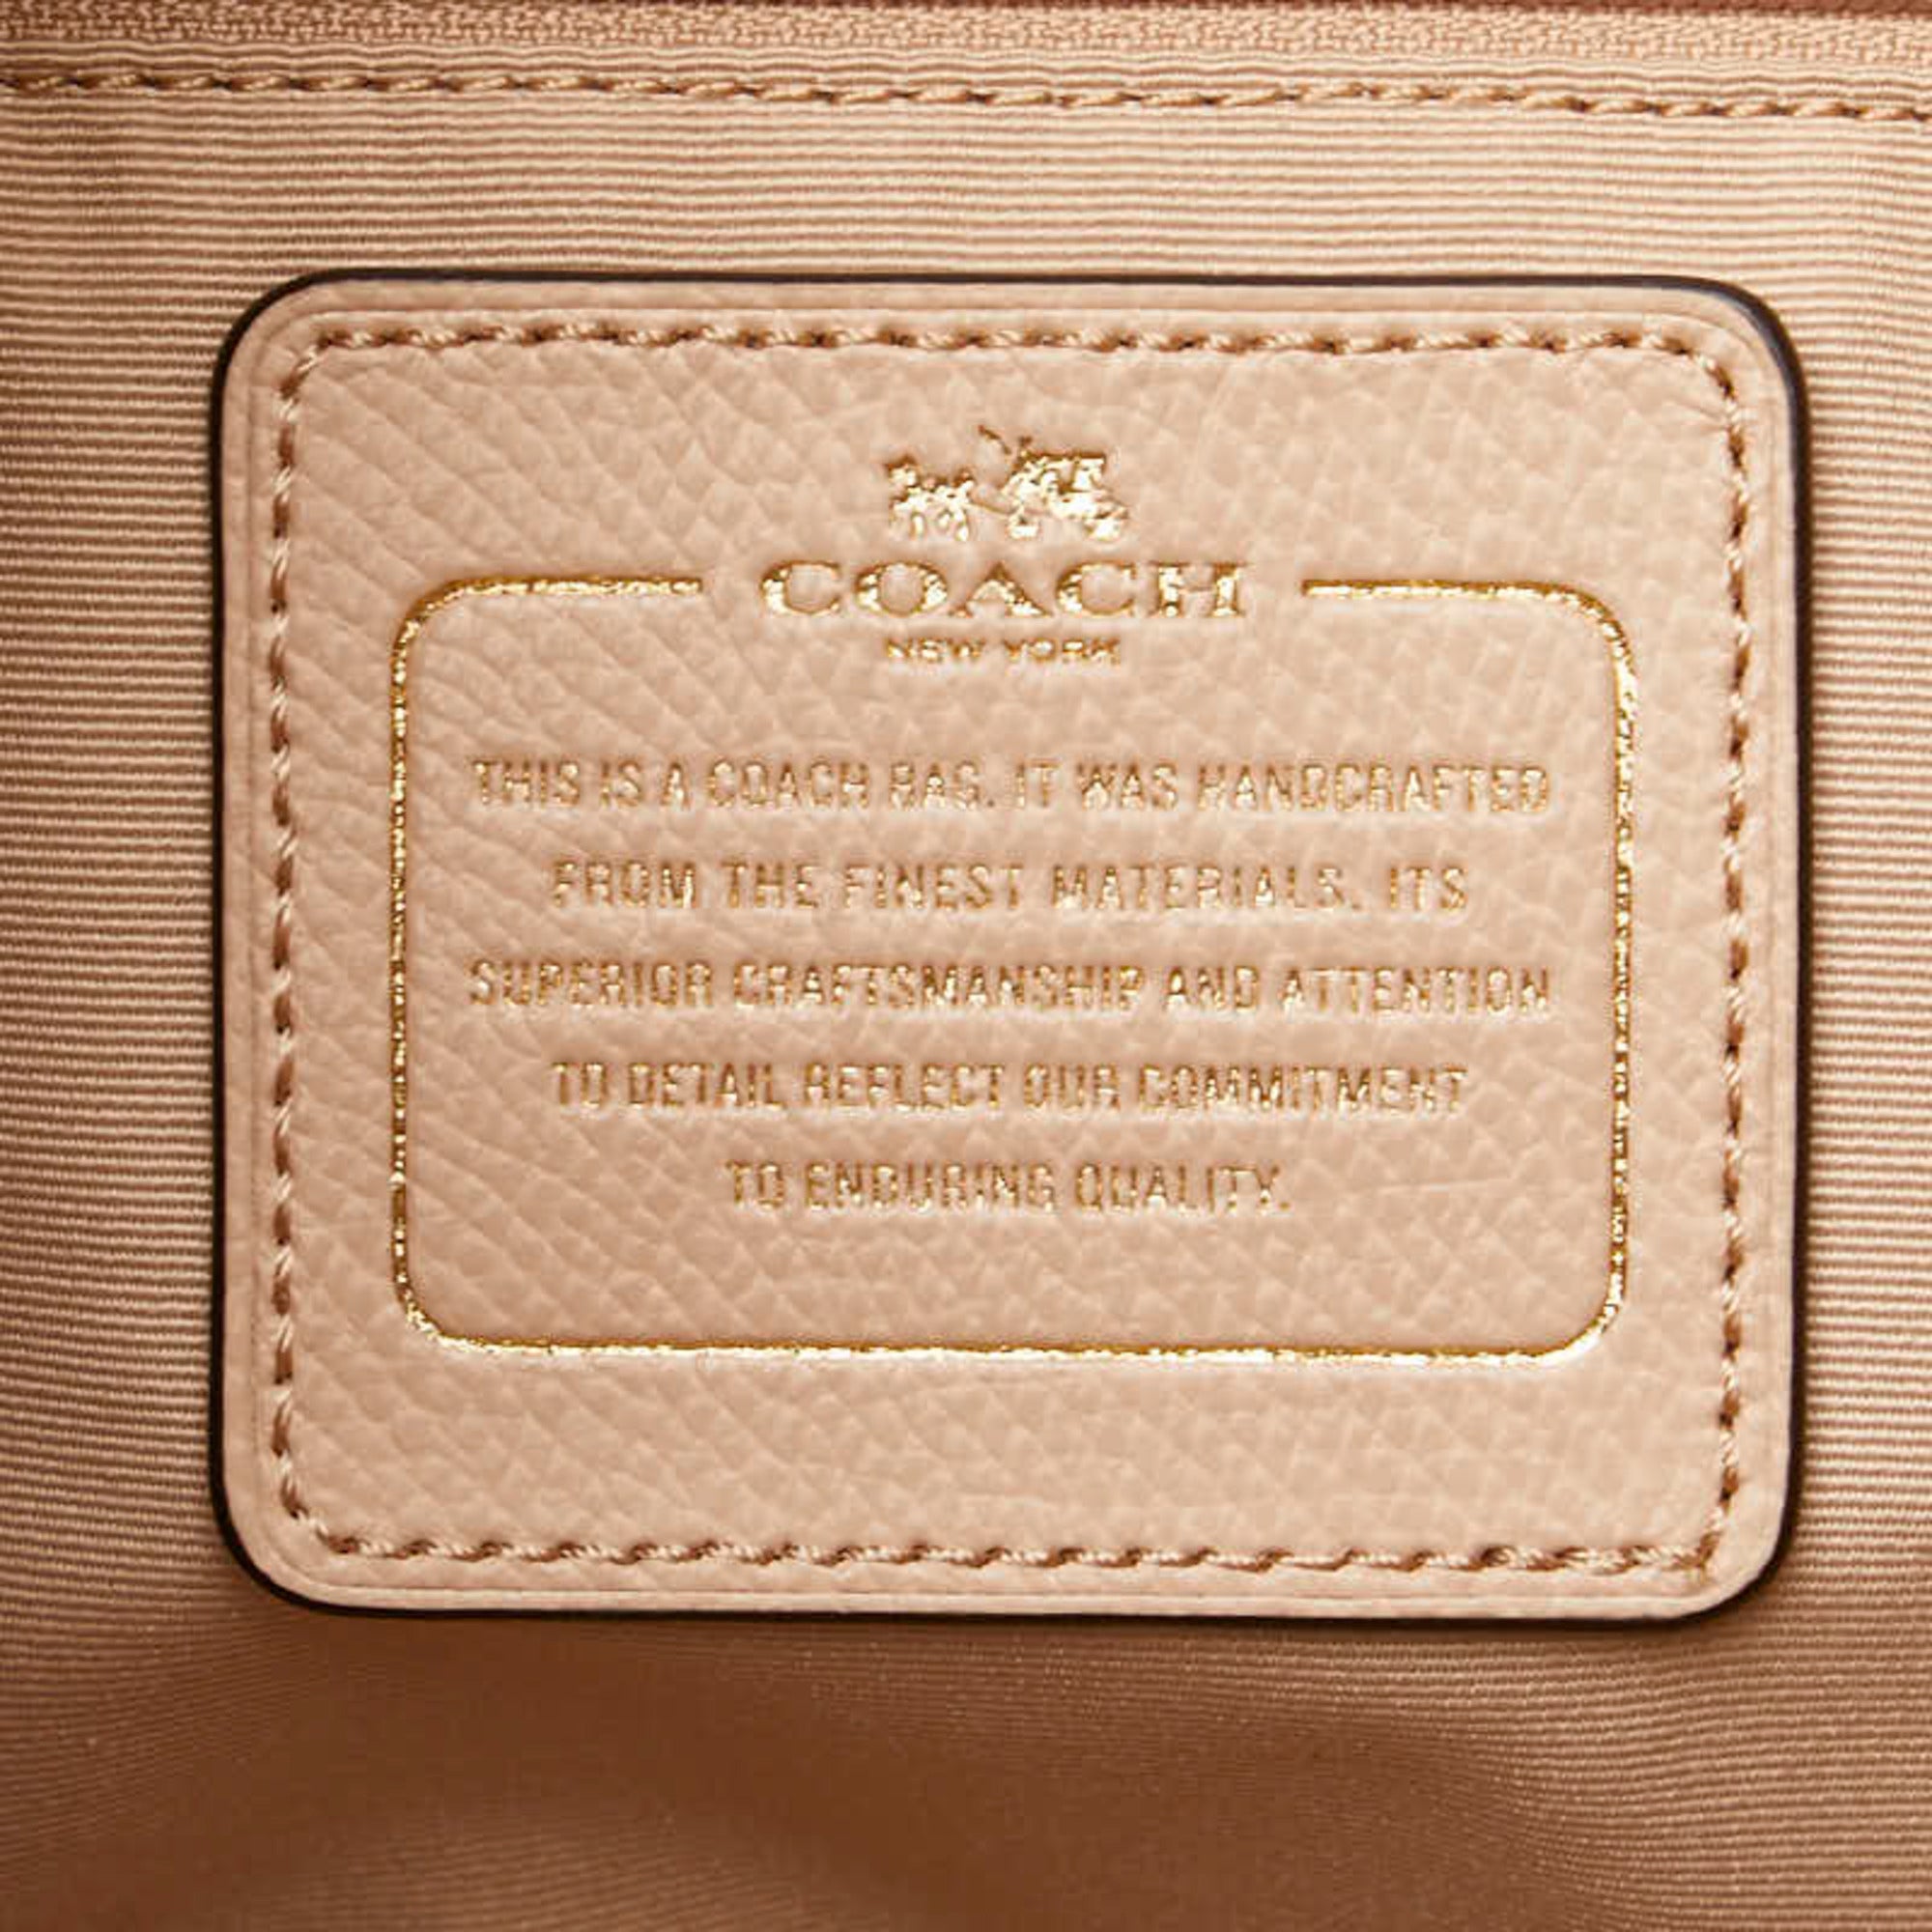 COACH
NEW YORK
THIS IS A COACH BAG. IT WAS HANDCRAFTED
FROM THE FINEST MATERIALS. ITS
SUPERIOR CRAFTSMANSHIP AND ATTENTION
TO DETAIL REFLECT OUR COMMITMENT
TO ENDURING QUALITY.